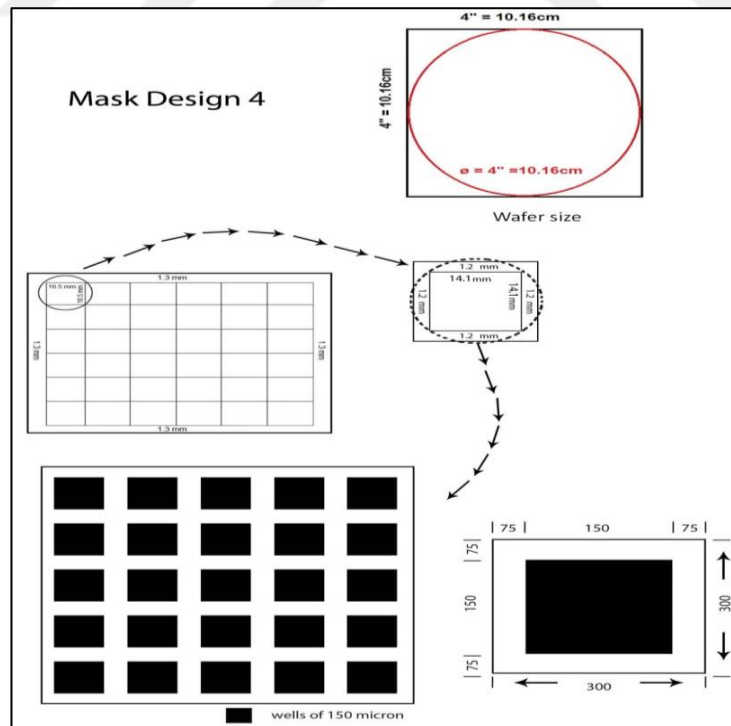 4" = 10.16cm
Mask Design 4
4" = 10.16cm
ø = 4" =10.16cm
Wafer size
1.3 mm
16.5 mm
1.3 mm
1.3 mm
1.3 mm
1.2 mm
14.1mm
1.2 mm
14.1mm
1.2 mm
1.2 mm
75
150
75
75
150
75
300
300
wells of 150 micron